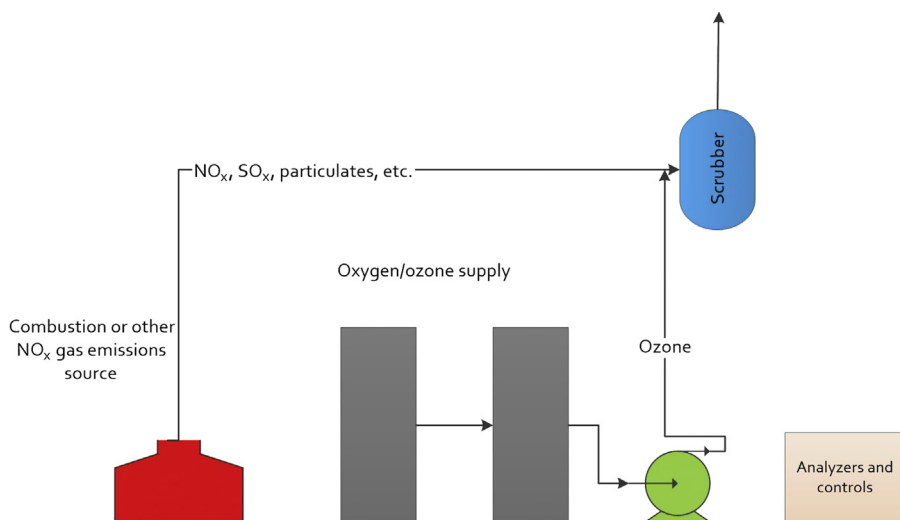 NOₓ, SOₓ, particulates, etc.
Scrubber
Oxygen/ozone supply
Combustion or other
NOₓ gas emissions
source
Ozone
Analyzers and
controls